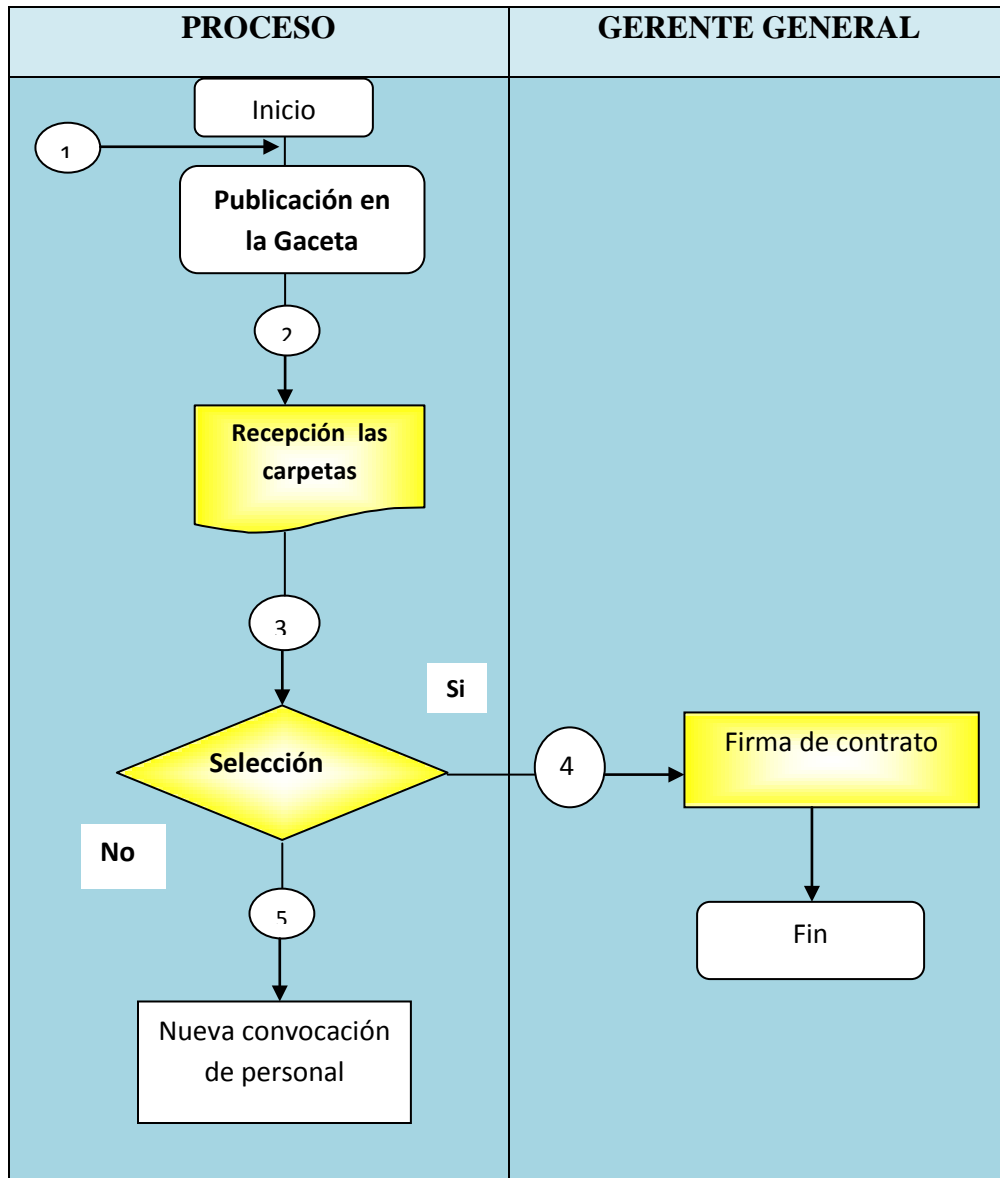 PROCESO
GERENTE GENERAL
Inicio
1
Publicación en
la Gaceta
2
Recepción las
carpetas
3
Si
Selección
4
Firma de contrato
No
5
Fin
Nueva convocación
de personal